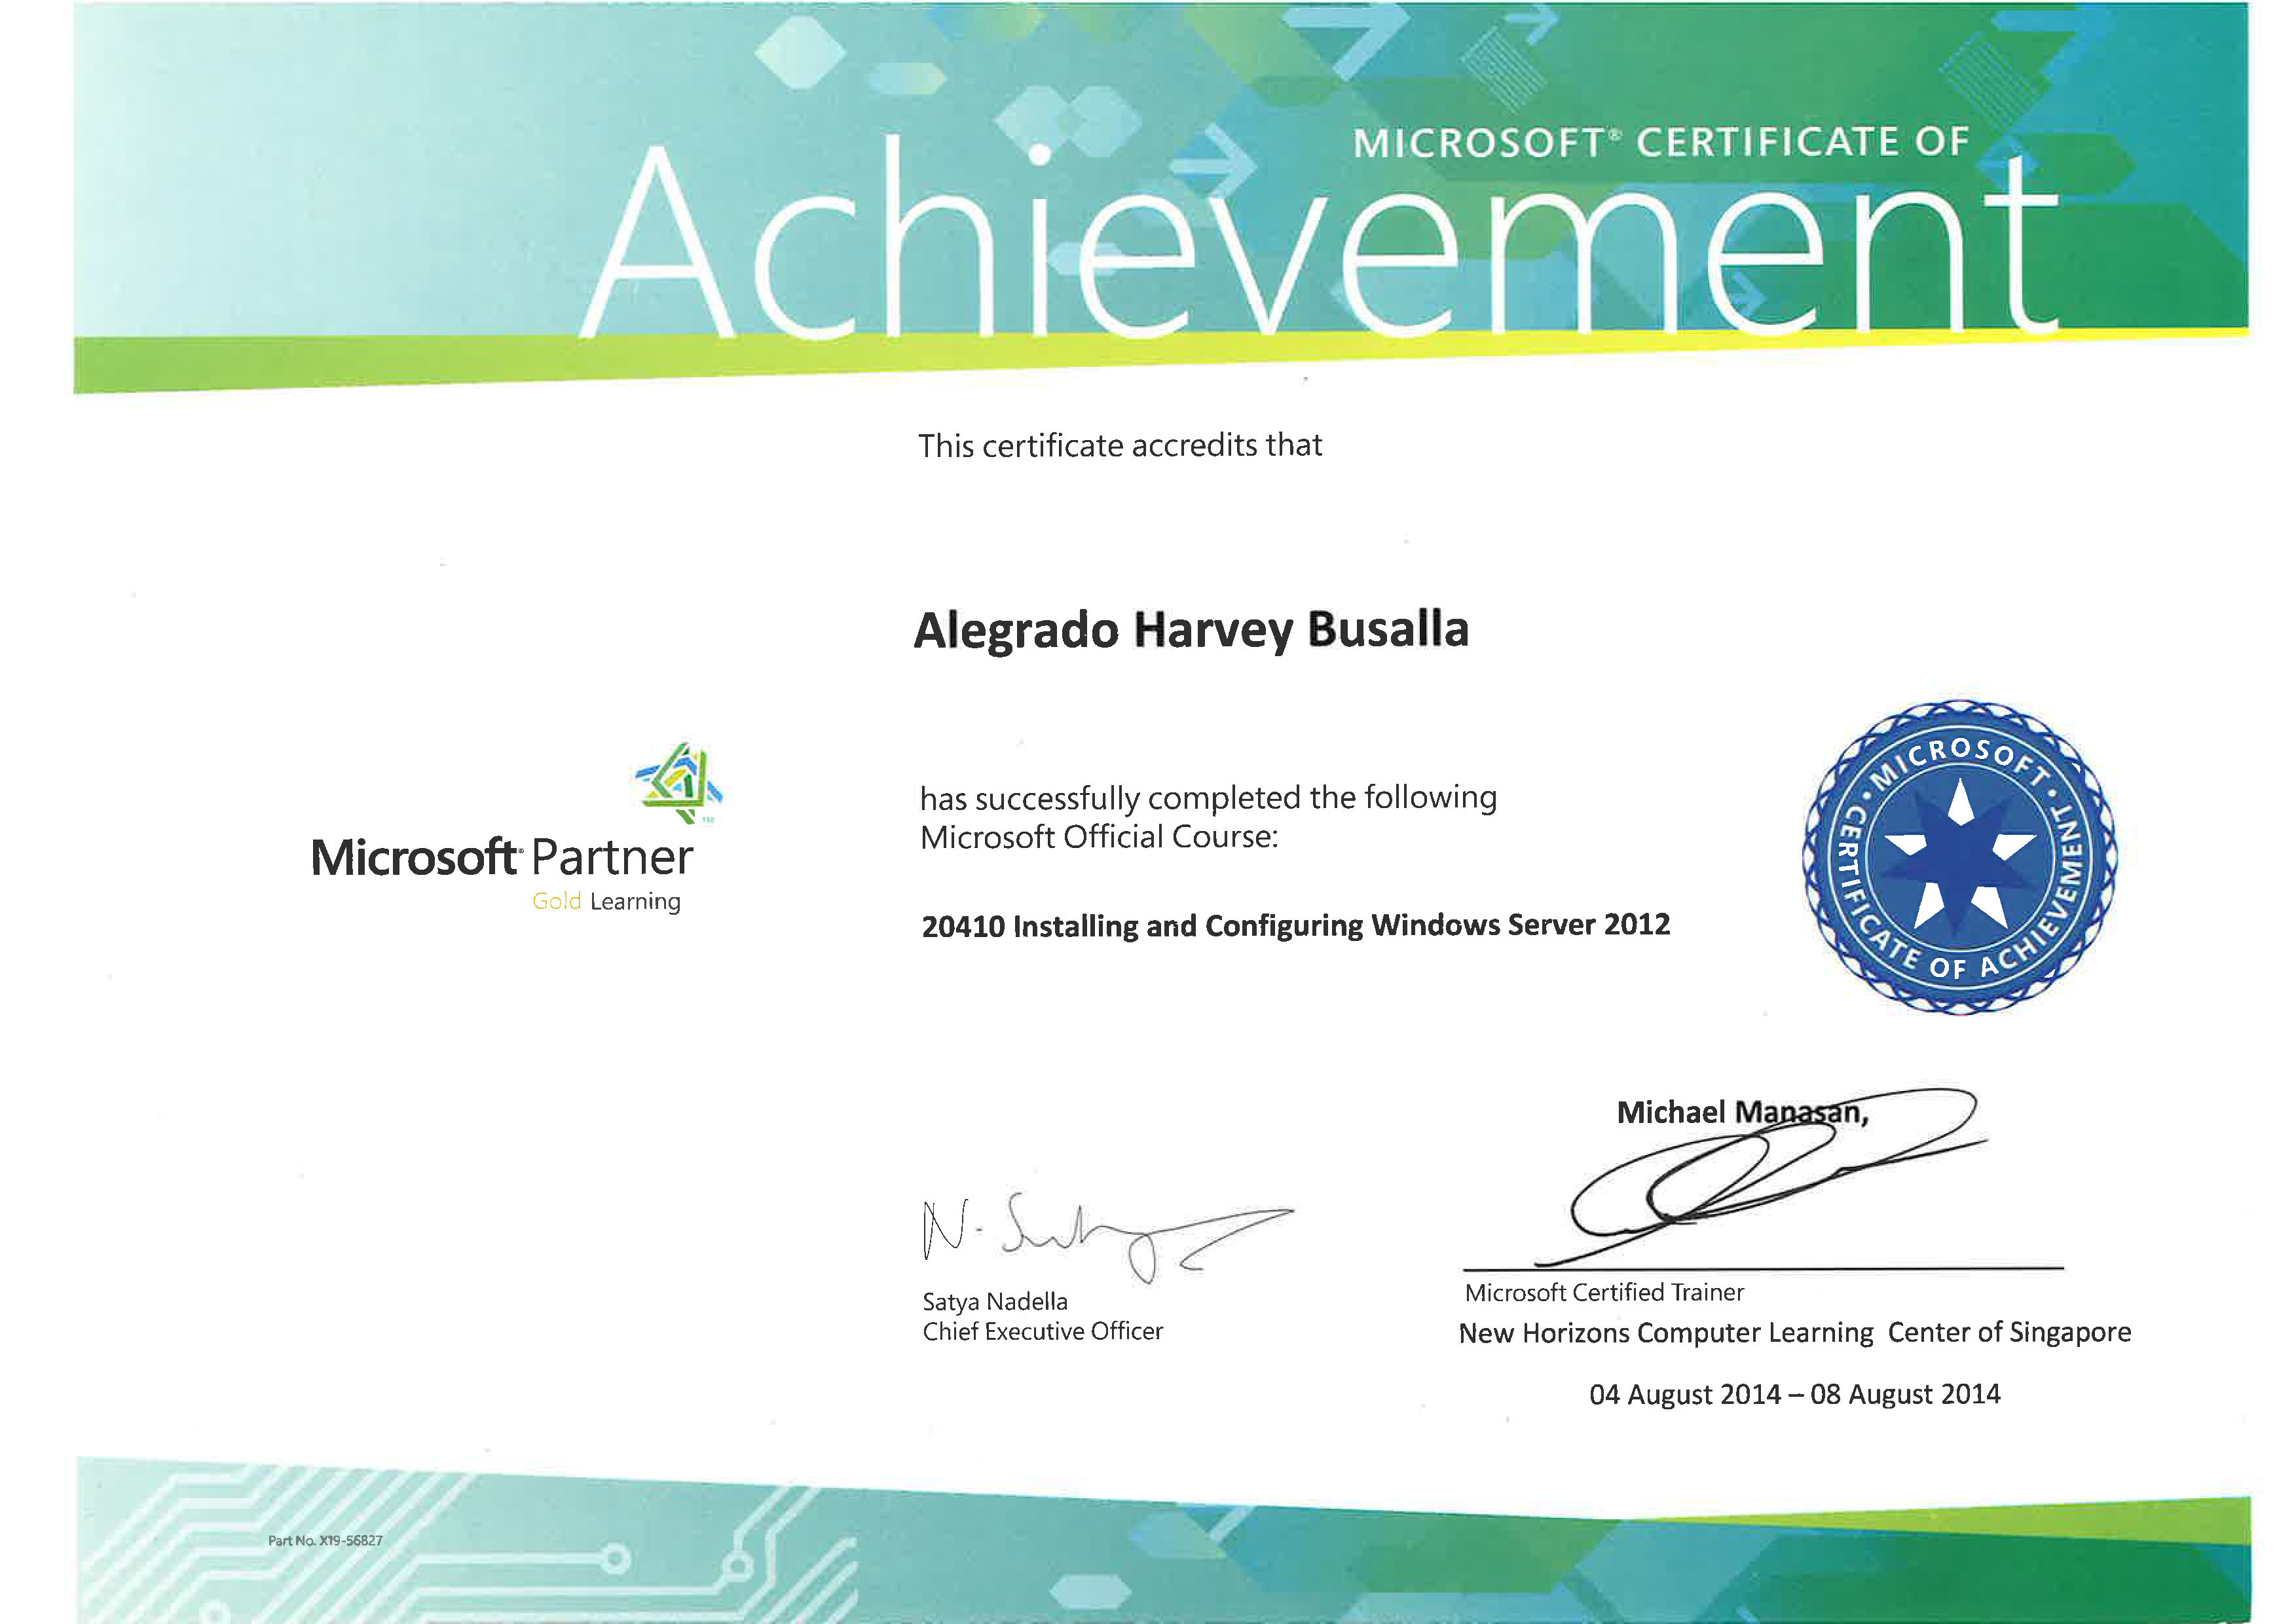 MICROSOFT® CERTIFICATE OF
Achievement
This certificate accredits that
Alegrado Harvey Busalla
Microsoft® Partner
Gold Learning
has successfully completed the following
Microsoft Official Course:
20410 Installing and Configuring Windows Server 2012
• MICROSOFT •
CERTIFICATE OF ACHIEVEMENT
Michael Manasan,
Satya Nadella
Chief Executive Officer
Microsoft Certified Trainer
New Horizons Computer Learning Center of Singapore
04 August 2014 – 08 August 2014
Part No. X19-56827